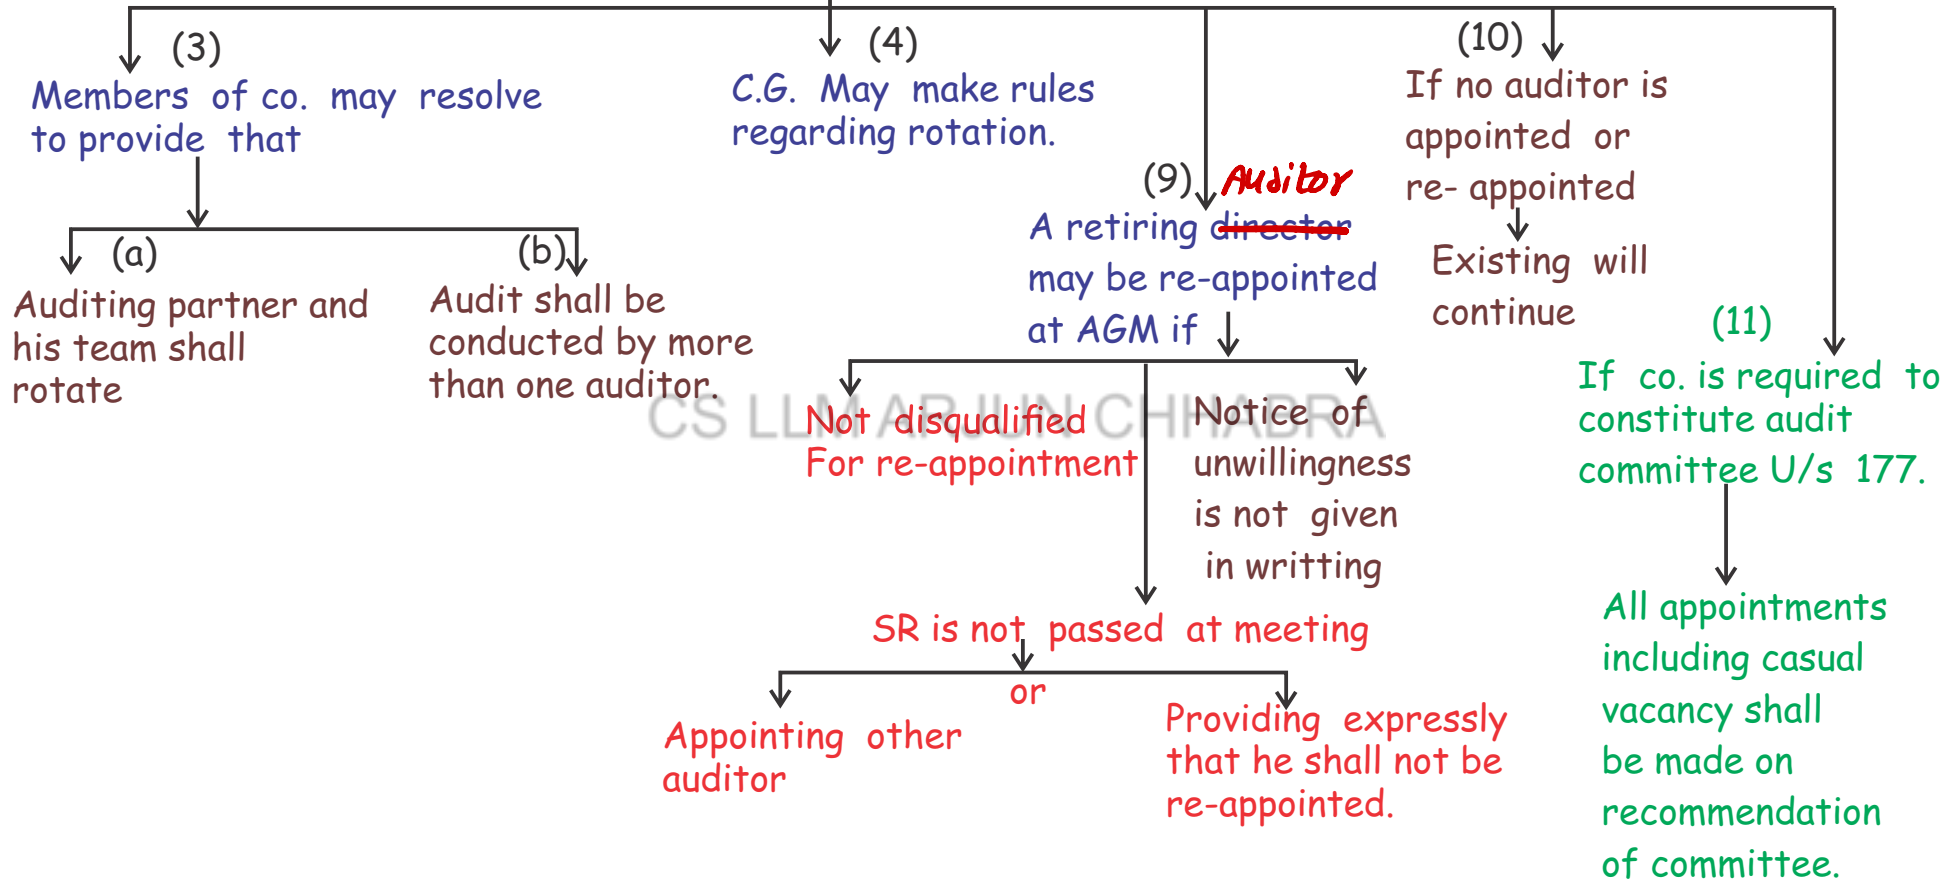 (3)
Members of co. may resolve
to provide that
(a)
Auditing partner and
his team shall
rotate
(b)
Audit shall be
conducted by more
than one auditor.
(4)
C.G. May make rules
regarding rotation.
(9) Auditor
A retiring director
may be re-appointed
at AGM if
Not disqualified
For re-appointment
Notice of
unwillingness
is not given
in writting
SR is not passed at meeting
or
Appointing other
auditor
Providing expressly
that he shall not be
re-appointed.
(10)
If no auditor is
appointed or
re- appointed
Existing will
continue
(11)
If co. is required to
constitute audit
committee U/s 177.
All appointments
including casual
vacancy shall
be made on
recommendation
of committee.
CS LLM ARJUN CHHABRA